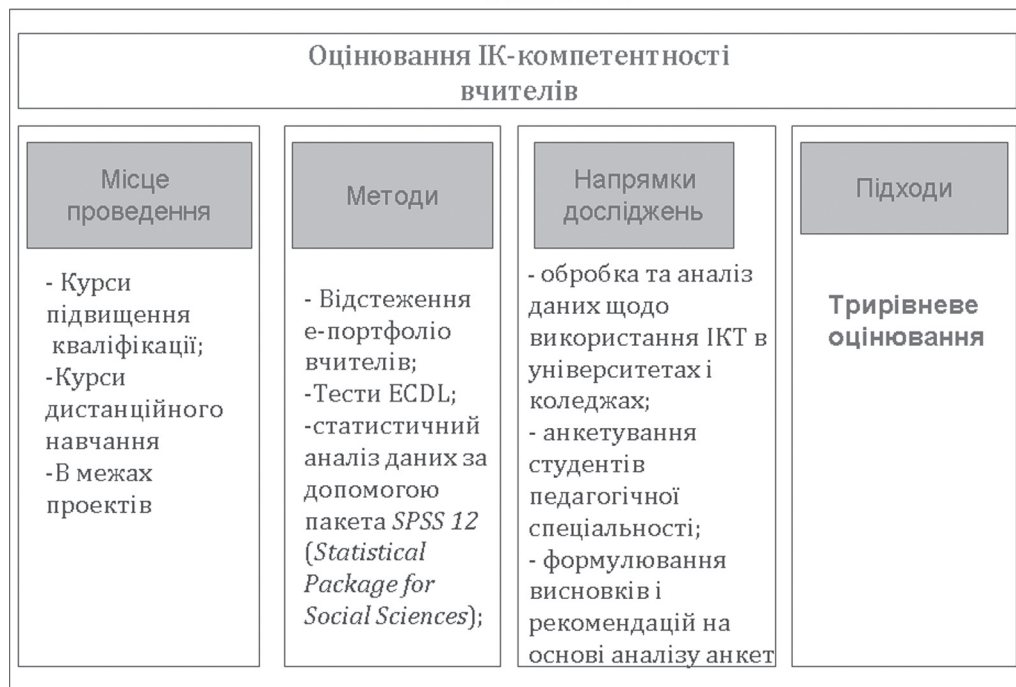 Оцінювання ІК-компетентності
вчителів
Місце
проведення
- Курси
підвищення
кваліфікації;
-Курси
дистанційного
навчання
-В межах
проектів
Методи
- Відстеження
е-портфоліо
вчителів;
-Тести ECDL;
-статистичний
аналіз даних за
допомогою
пакета SPSS 12
(Statistical
Package for
Social Sciences);
Напрямки
досліджень
- обробка та аналіз
даних щодо
використання ІКТ в
університетах і
коледжах;
- анкетування
студентів
педагогічної
спеціальності;
- формулювання
висновків і
рекомендацій на
основі аналізу анкет
Підходи
Трирівневе
оцінювання